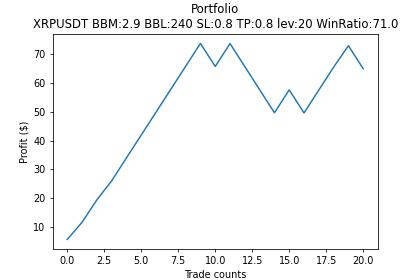 Portfolio
XRPUSDT BBM:2.9 BBL:240 SL:0.8 TP:0.8 lev:20 WinRatio:71.0
Profit ($)
70
60
50
40
30
20
10
0.0 2.5 5.0 7.5 10.0 12.5 15.0 17.5 20.0
Trade counts